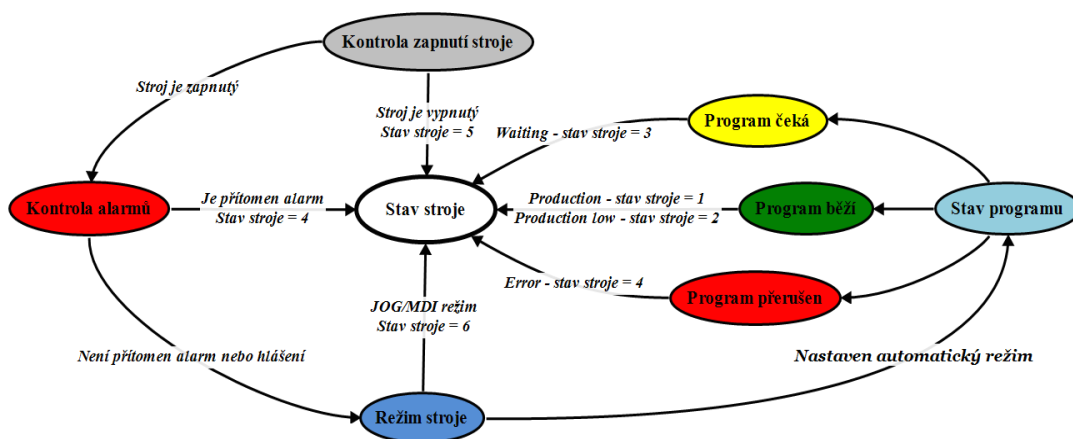 Kontrola zapnutí stroje
Stroj je zapnutý
Stroj je vypnutý
Stav stroje = 5
Program čeká
Waiting - stav stroje = 3
Kontrola alarmů
Je přítomen alarm
Stav stroje = 4
Stav stroje
Production - stav stroje = 1
Production low - stav stroje = 2
Program běží
Stav programu
Error - stav stroje = 4
Program přerušen
JOG/MDI režim
Stav stroje = 6
Není přítomen alarm nebo hlášení
Nastaven automatický režim
Režim stroje